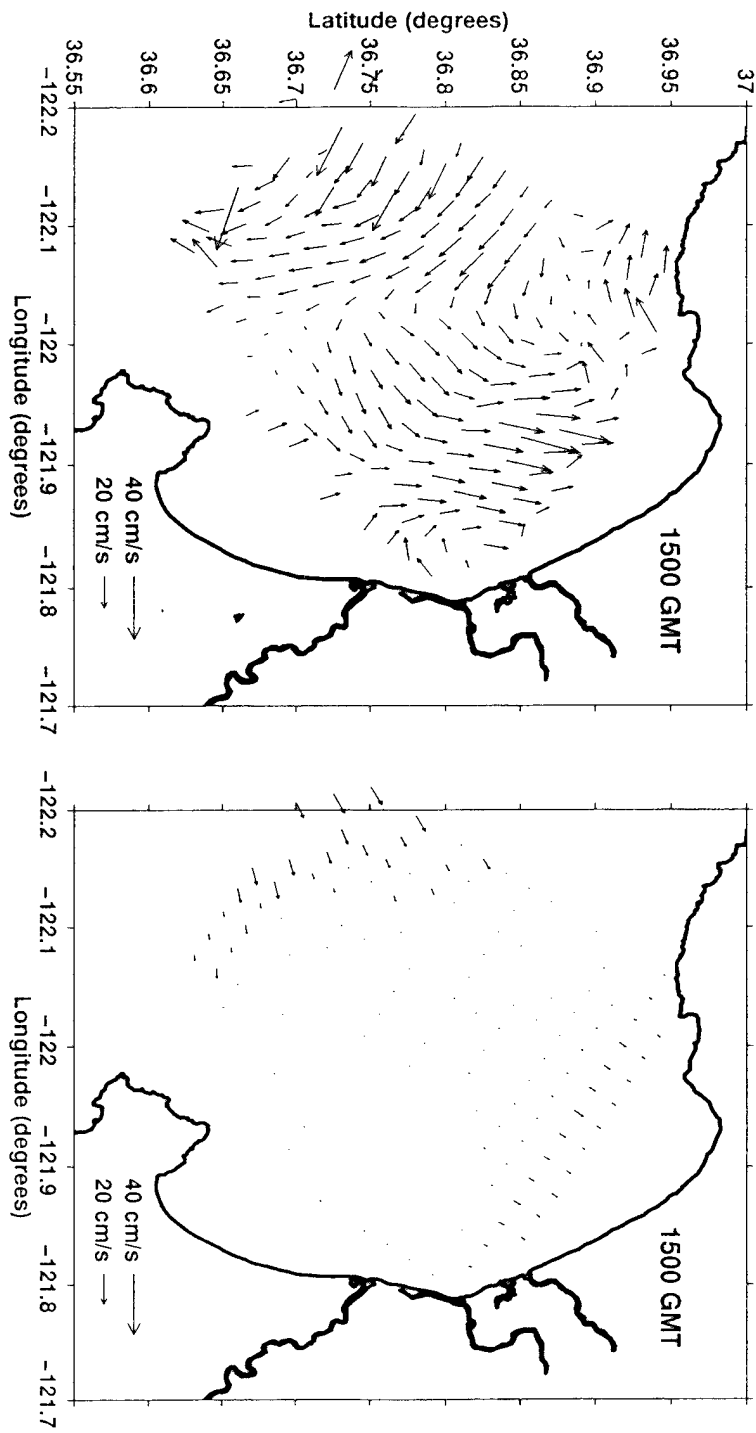 Latitude (degrees)
37
36.95
36.9
36.85
36.8
36.75
36.7
36.65
36.6
36.55
1500 GMT
40 cm/s
20 cm/s
−122.2
−122.1
−122
−121.9
−121.8
−121.7
Longitude (degrees)
1500 GMT
40 cm/s
20 cm/s
−122.2
−122.1
−122
−121.9
−121.8
−121.7
Longitude (degrees)